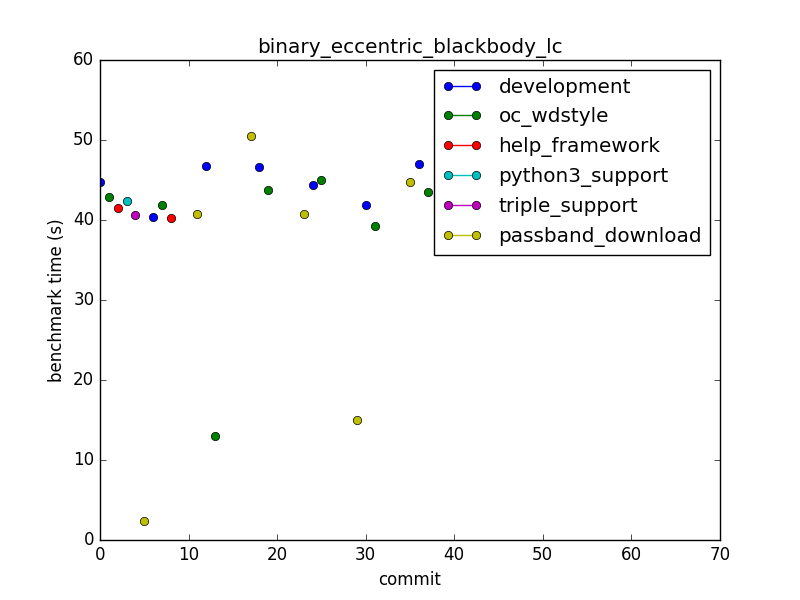 binary_eccentric_blackbody_lc
60
50
40
30
20
10
0
benchmark time (s)
development
oc_wdstyle
help_framework
python3_support
triple_support
passband_download
0 10 20 30 40 50 60 70
commit